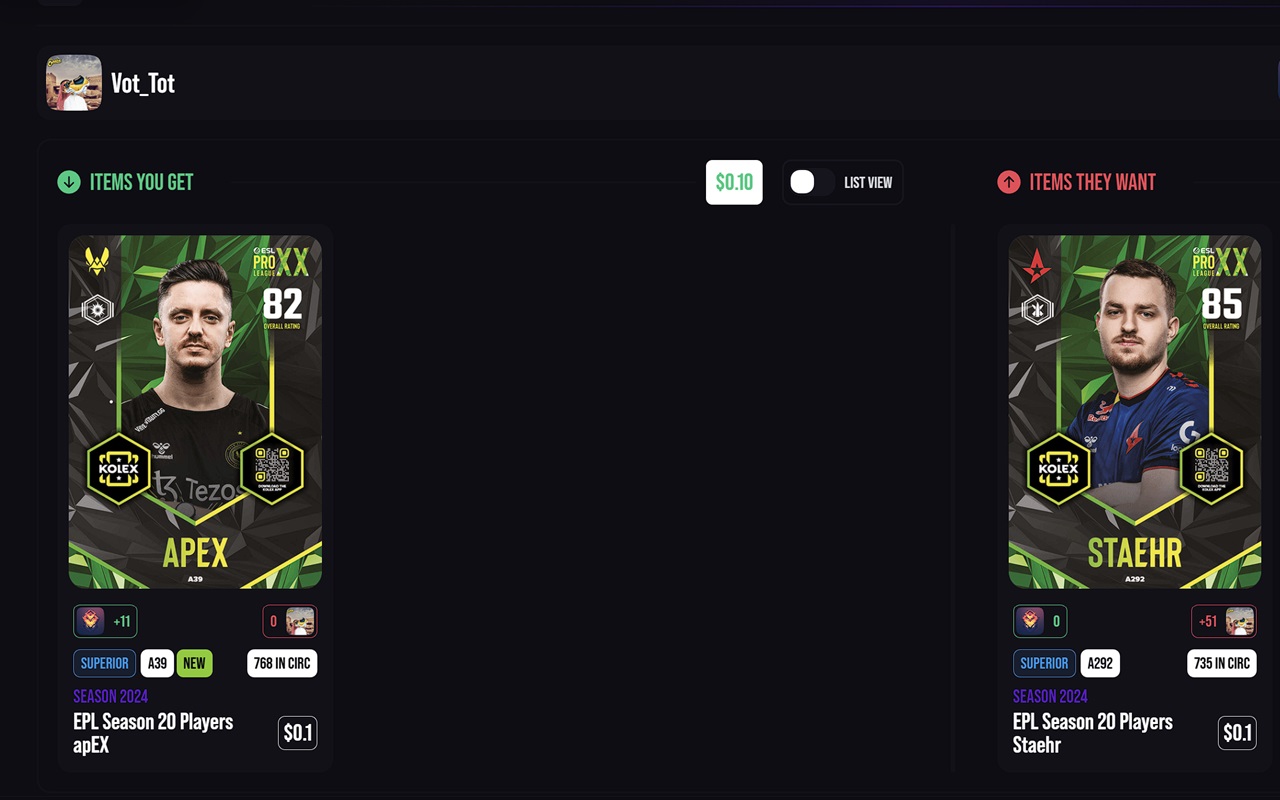 Vot_Tot
ITEMS YOU GET
$0.10
LIST VIEW
ITEMS THEY WANT
ESL
PRO
LEAGUE
XX
82
OVERALL RATING
KOLEX
DOWNLOAD THE
KOLEX APP
hummel
Tezos
APEX
A39
+11
0
SUPERIOR
A39
NEW
768 IN CIRC
SEASON 2024
EPL Season 20 Players
apEX
$0.1
ESL
PRO
LEAGUE
XX
85
OVERALL RATING
KOLEX
DOWNLOAD THE
KOLEX APP
STAEHR
A292
0
+51
SUPERIOR
A292
735 IN CIRC
SEASON 2024
EPL Season 20 Players
Staehr
$0.1